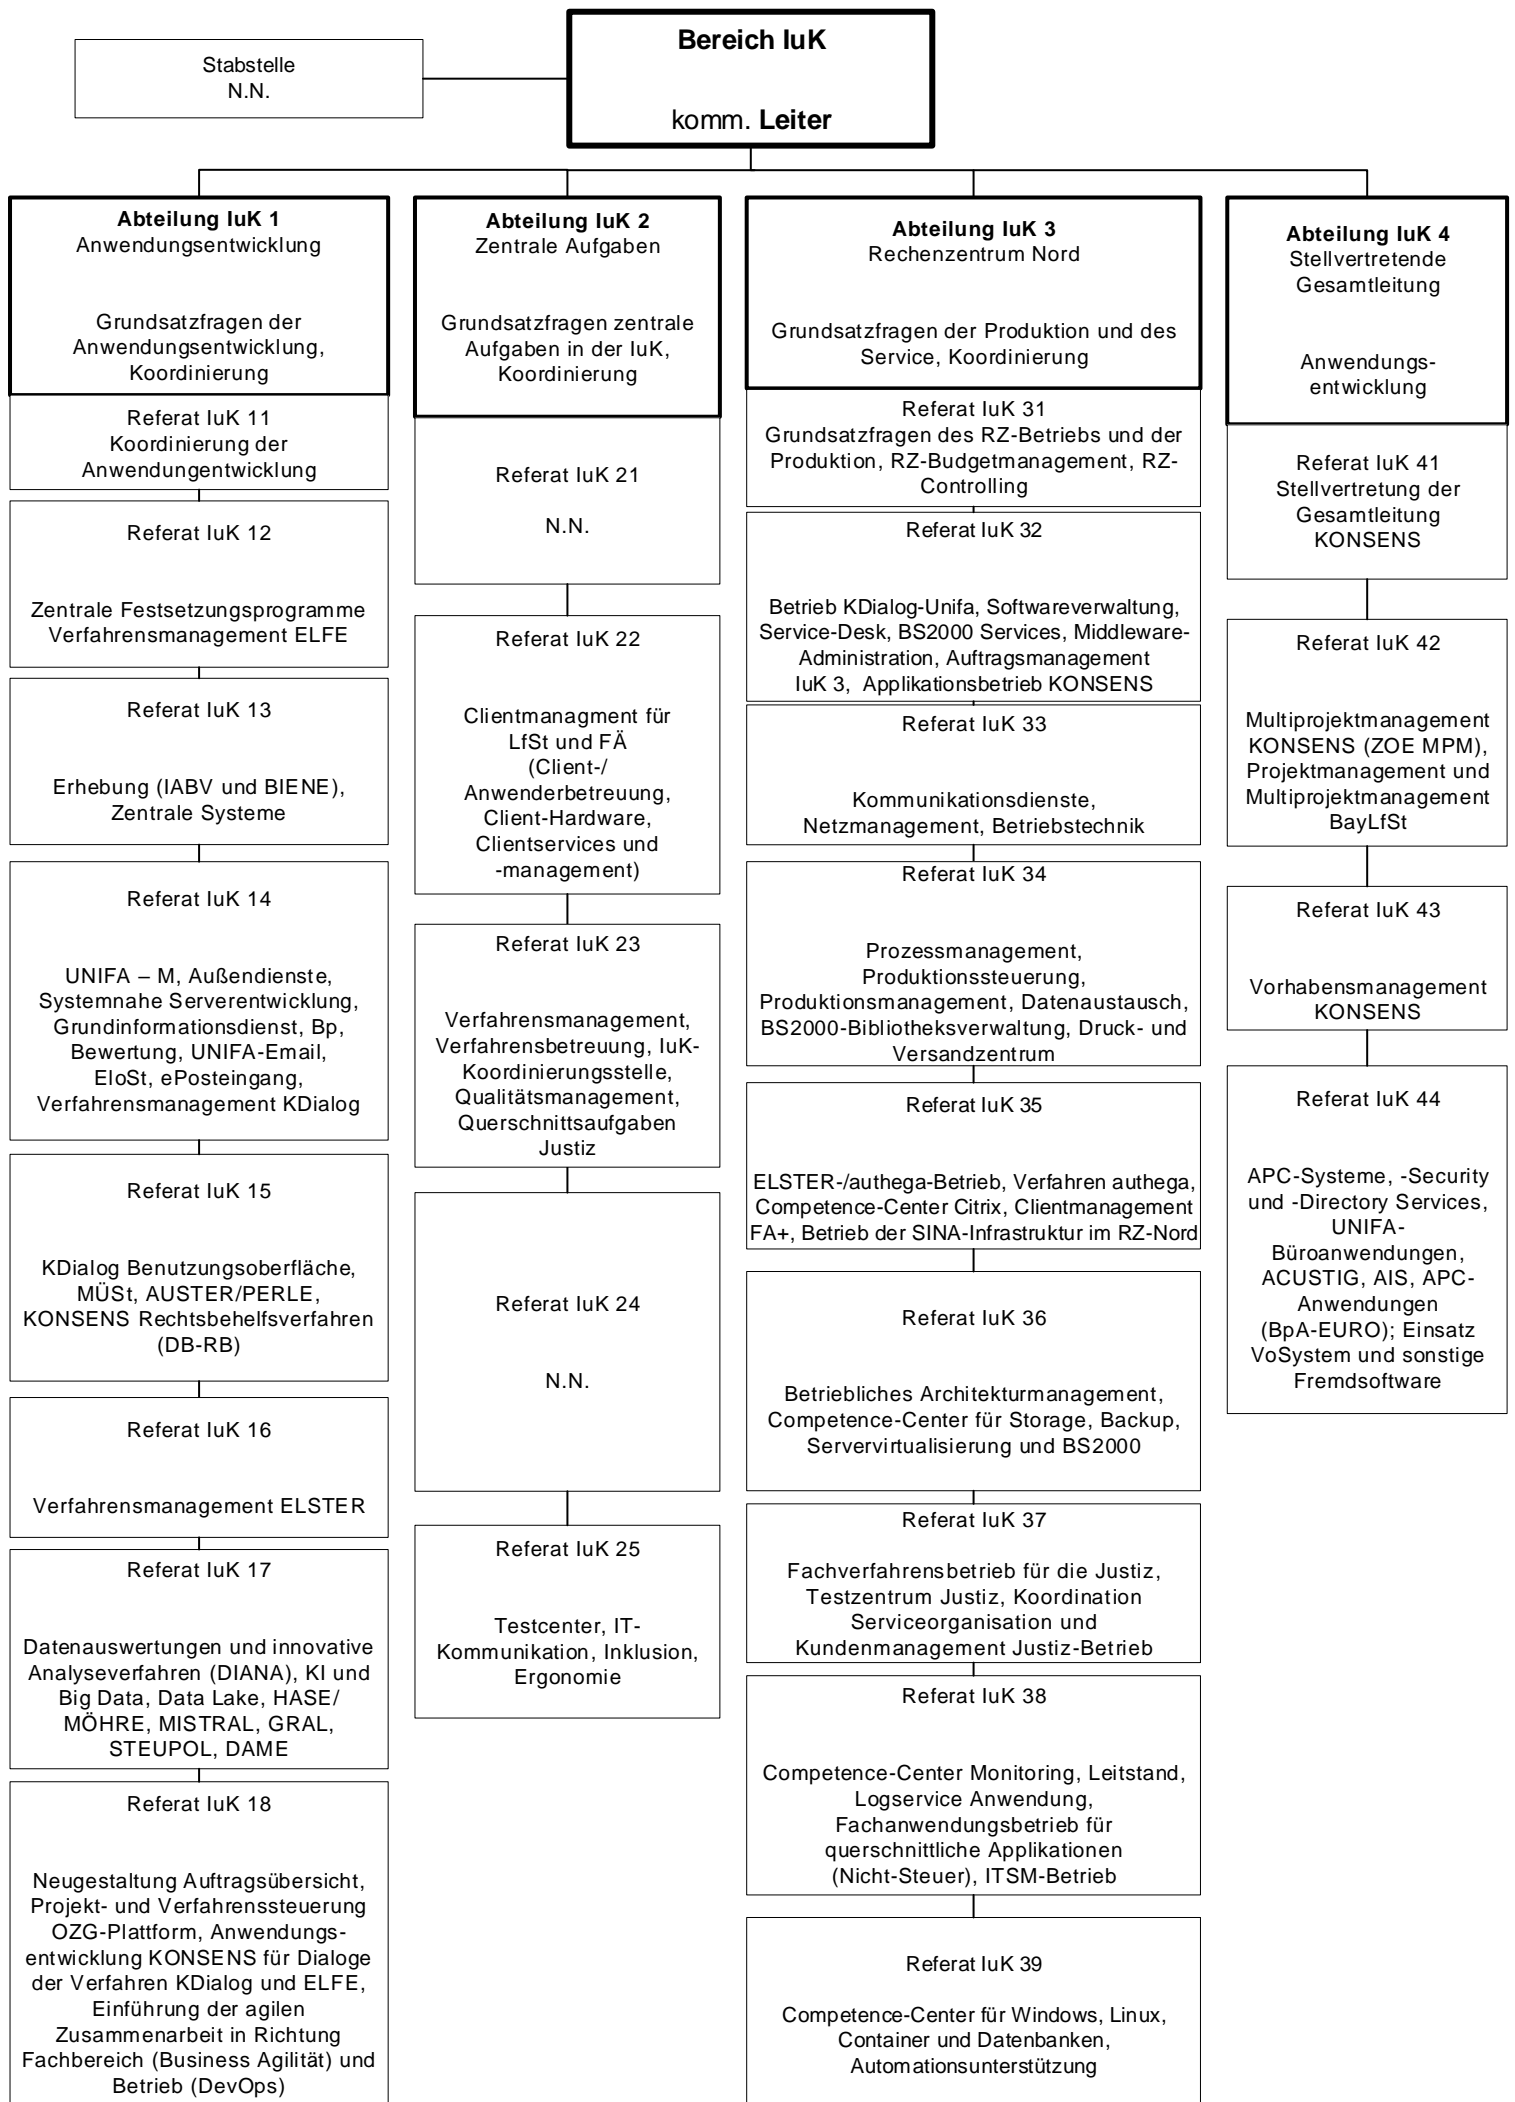 Stabstelle
N.N.
Bereich IuK
komm. Leiter
Abteilung IuK 1
Anwendungsentwicklung
Grundsatzfragen der
Anwendungsentwicklung,
Koordinierung
Referat IuK 11
Koordinierung der
Anwendungentwicklung
Referat IuK 12
Zentrale Festsetzungsprogramme
Verfahrensmanagement ELFE
Referat IuK 13
Erhebung (IABV und BIENE),
Zentrale Systeme
Referat IuK 14
UNIFA – M, Außendienste,
Systemnahe Serverentwicklung,
Grundinformationsdienst, Bp,
Bewertung, UNIFA-Email,
EloSt, ePosteingang,
Verfahrensmanagement KDialog
Referat IuK 15
KDialog Benutzungsoberfläche,
MÜSt, AUSTER/PERLE,
KONSENS Rechtsbehelfsverfahren
(DB-RB)
Referat IuK 16
Verfahrensmanagement ELSTER
Referat IuK 17
Datenauswertungen und innovative
Analyseverfahren (DIANA), KI und
Big Data, Data Lake, HASE/
MÖHRE, MISTRAL, GRAL,
STEUPOL, DAME
Referat IuK 18
Neugestaltung Auftragsübersicht,
Projekt- und Verfahrenssteuerung
OZG-Plattform, Anwendungs-
entwicklung KONSENS für Dialoge
der Verfahren KDialog und ELFE,
Einführung der agilen
Zusammenarbeit in Richtung
Fachbereich (Business Agilität) und
Betrieb (DevOps)
Abteilung IuK 2
Zentrale Aufgaben
Grundsatzfragen zentrale
Aufgaben in der IuK,
Koordinierung
Referat IuK 21
N.N.
Referat IuK 22
Clientmanagment für
LfSt und FÄ
(Client-/
Anwenderbetreuung,
Client-Hardware,
Clientservices und
-management)
Referat IuK 23
Verfahrensmanagement,
Verfahrensbetreuung, IuK-
Koordinierungsstelle,
Qualitätsmanagement,
Querschnittsaufgaben
Justiz
Referat IuK 24
N.N.
Referat IuK 25
Testcenter, IT-
Kommunikation, Inklusion,
Ergonomie
Abteilung IuK 3
Rechenzentrum Nord
Grundsatzfragen der Produktion und des
Service, Koordinierung
Referat IuK 31
Grundsatzfragen des RZ-Betriebs und der
Produktion, RZ-Budgetmanagement, RZ-
Controlling
Referat IuK 32
Betrieb KDialog-Unifa, Softwareverwaltung,
Service-Desk, BS2000 Services, Middleware-
Administration, Auftragsmanagement
IuK 3, Applikationsbetrieb KONSENS
Referat IuK 33
Kommunikationsdienste,
Netzmanagement, Betriebstechnik
Referat IuK 34
Prozessmanagement,
Produktionssteuerung,
Produktionsmanagement, Datenaustausch,
BS2000-Bibliotheksverwaltung, Druck- und
Versandzentrum
Referat IuK 35
ELSTER-/authega-Betrieb, Verfahren authega,
Competence-Center Citrix, Clientmanagement
FA+, Betrieb der SINA-Infrastruktur im RZ-Nord
Referat IuK 36
Betriebliches Architekturmanagement,
Competence-Center für Storage, Backup,
Servervirtualisierung und BS2000
Referat IuK 37
Fachverfahrensbetrieb für die Justiz,
Testzentrum Justiz, Koordination
Serviceorganisation und
Kundenmanagement Justiz-Betrieb
Referat IuK 38
Competence-Center Monitoring, Leitstand,
Logservice Anwendung,
Fachanwendungsbetrieb für
querschnittliche Applikationen
(Nicht-Steuer), ITSM-Betrieb
Referat IuK 39
Competence-Center für Windows, Linux,
Container und Datenbanken,
Automationsunterstützung
Abteilung IuK 4
Stellvertretende
Gesamtleitung
Anwendungs-
entwicklung
Referat IuK 41
Stellvertretung der
Gesamtleitung
KONSENS
Referat IuK 42
Multiprojektmanagement
KONSENS (ZOE MPM),
Projektmanagement und
Multiprojektmanagement
BayLfSt
Referat IuK 43
Vorhabensmanagement
KONSENS
Referat IuK 44
APC-Systeme, -Security
und -Directory Services,
UNIFA-
Büroanwendungen,
ACUSTIG, AIS, APC-
Anwendungen
(BpA-EURO); Einsatz
VoSystem und sonstige
Fremdsoftware